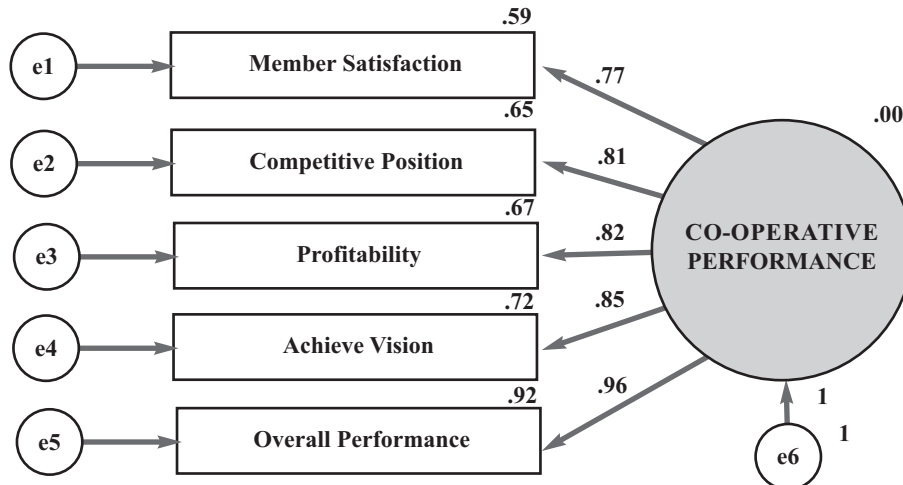 .59
e1
Member Satisfaction
.77
.65
.00
e2
Competitive Position
.81
.67
e3
Profitability
.82
CO-OPERATIVE
PERFORMANCE
.72
e4
Achieve Vision
.85
.92
.96
1
e5
Overall Performance
1
e6